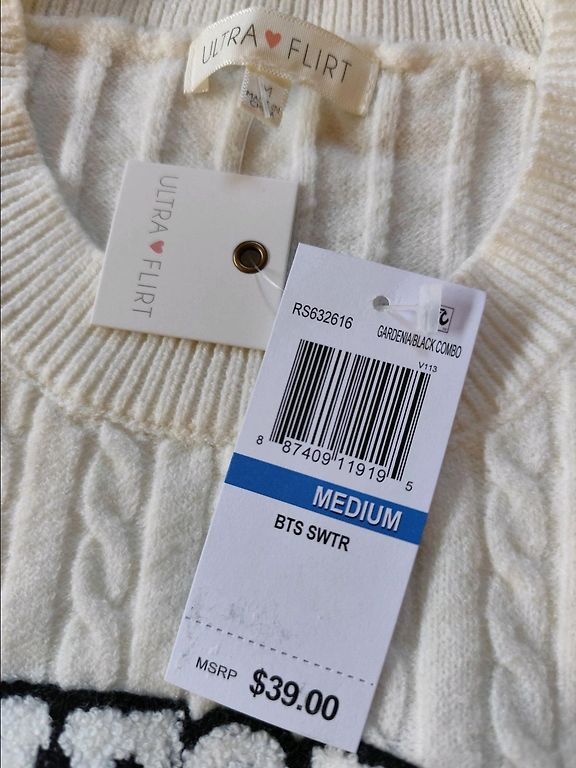 ULTRA ♥ FLIRT
M
ULTRA ♥ FLIRT
RS632616
GARDENIA/BLACK COMBO
V113
8 87409 11919 5
MEDIUM
BTS SWTR
MSRP $39.00